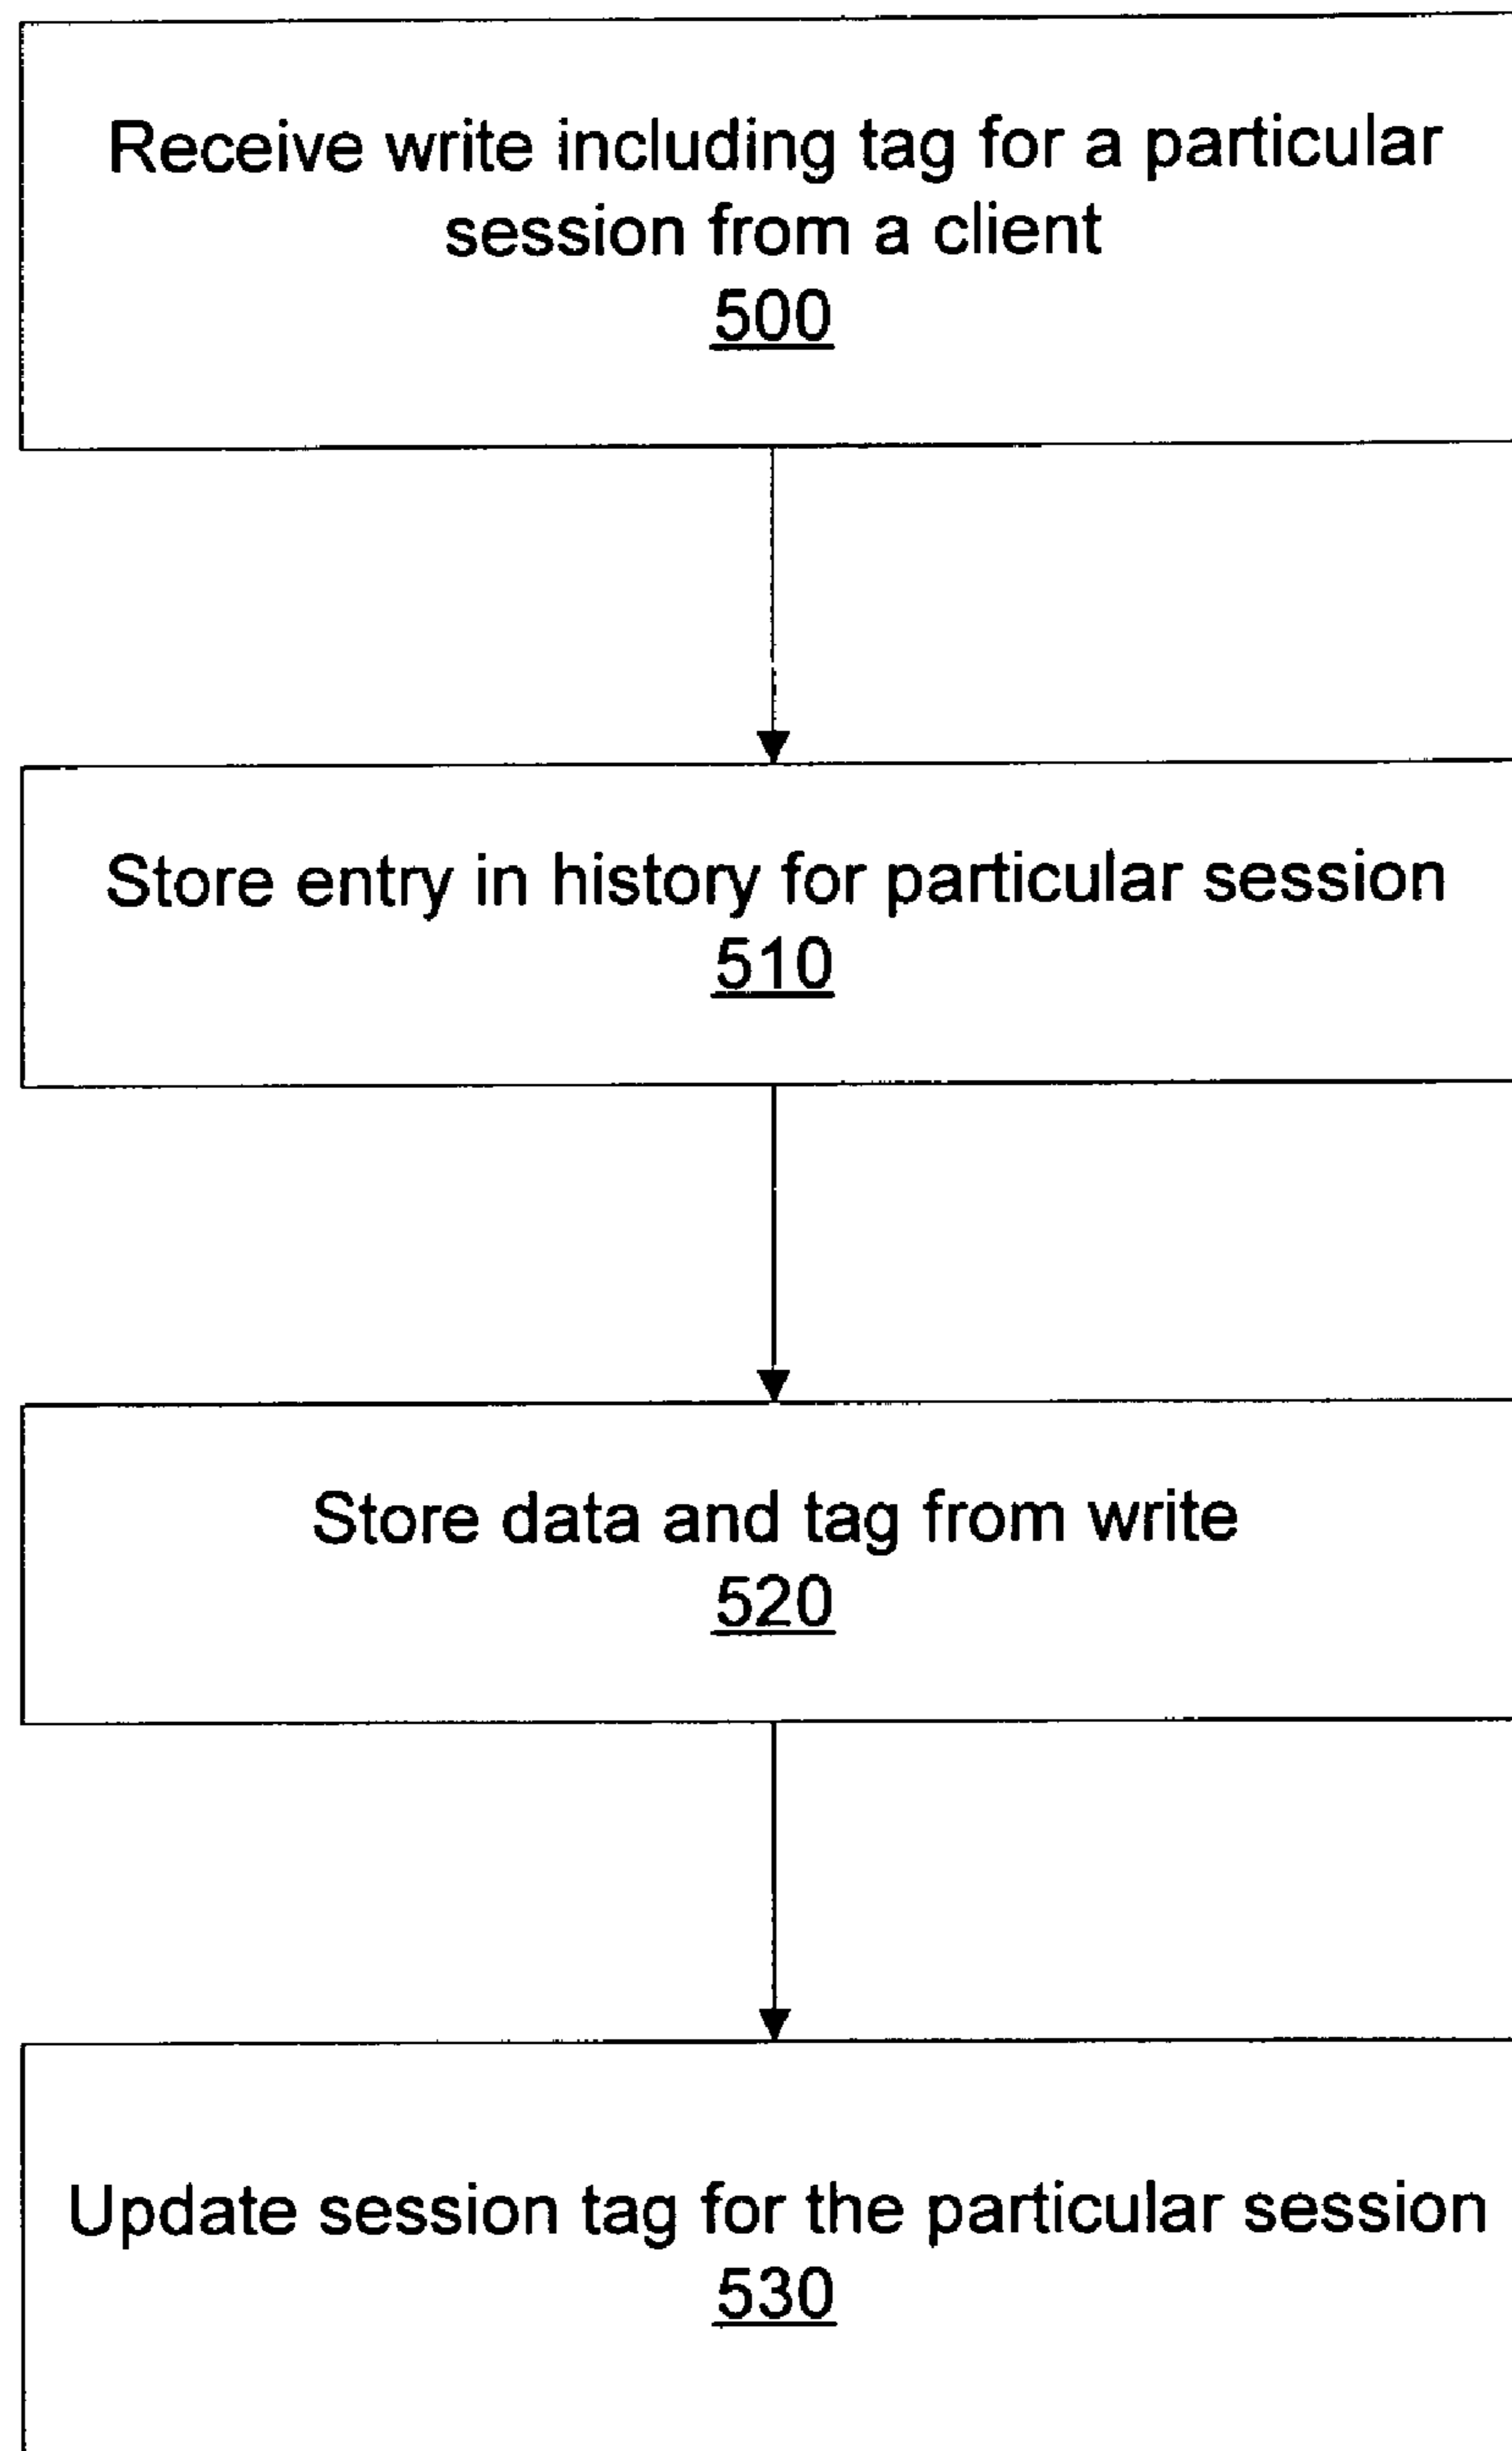 Receive write including tag for a particular
session from a client
500
Store entry in history for particular session
510
Store data and tag from write
520
Update session tag for the particular session
530